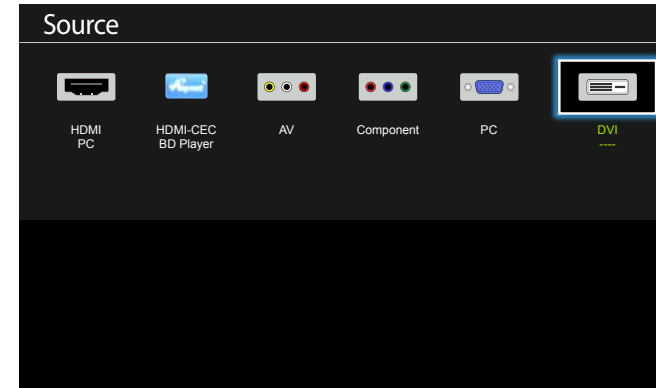 Source
HDMI
PC
HDMI-CEC
BD Player
AV
Component
PC
DVI
----